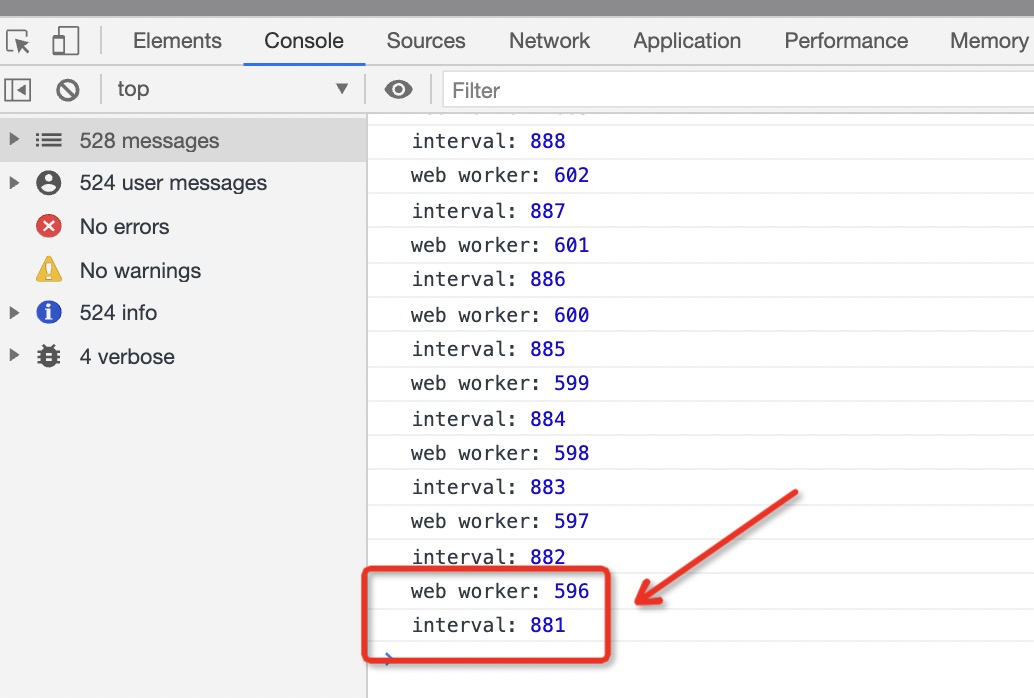 Elements Console Sources Network Application Performance Memory
top Filter
528 messages
524 user messages
No errors
No warnings
524 info
4 verbose
interval: 888
web worker: 602
interval: 887
web worker: 601
interval: 886
web worker: 600
interval: 885
web worker: 599
interval: 884
web worker: 598
interval: 883
web worker: 597
interval: 882
web worker: 596
interval: 881